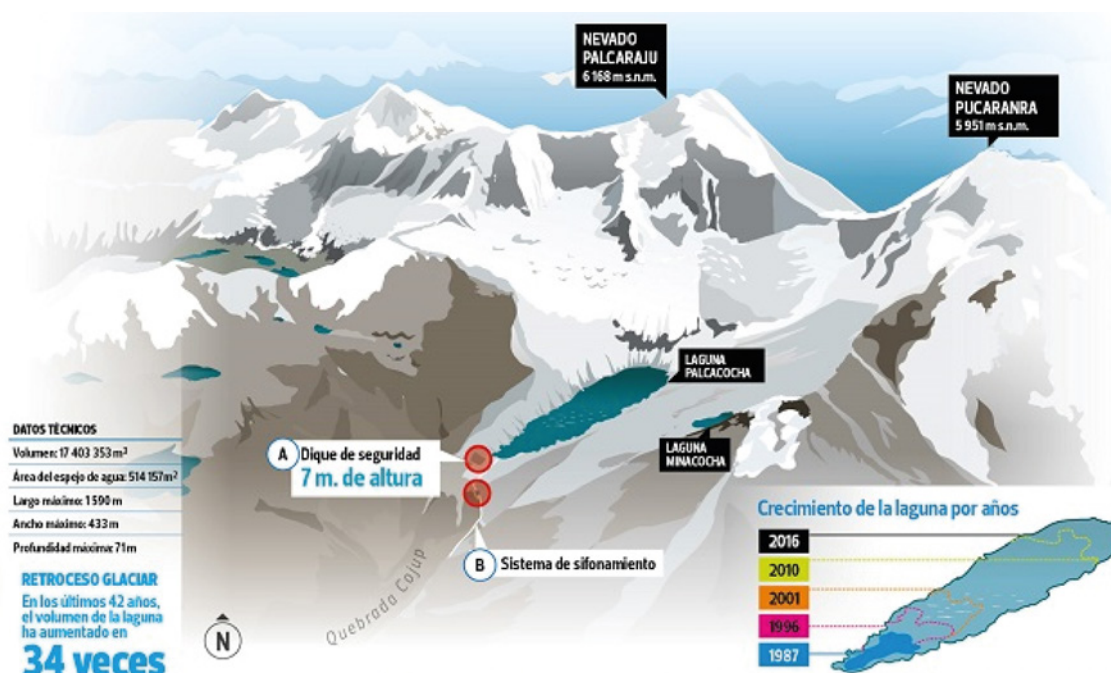 NEVADO
PALCARAJU
6 168 m s.n.m.
NEVADO
PUCARANRA
5 951 m s.n.m.
LAGUNA
PALCACOCHA
LAGUNA
MINACOCHA
DATOS TÉCNICOS
Volumen: 17 403 353 m³
Área del espejo de agua: 514 157 m²
Largo máximo: 1 590 m
Ancho máximo: 433 m
Profundidad máxima: 71m
RETROCESO GLACIAR
En los últimos 42 años,
el volumen de la laguna
ha aumentado en
34 veces
A
Dique de seguridad
7 m. de altura
B
Sistema de sifonamiento
Quebrada Cojup
N
Crecimiento de la laguna por años
2016
2010
2001
1996
1987